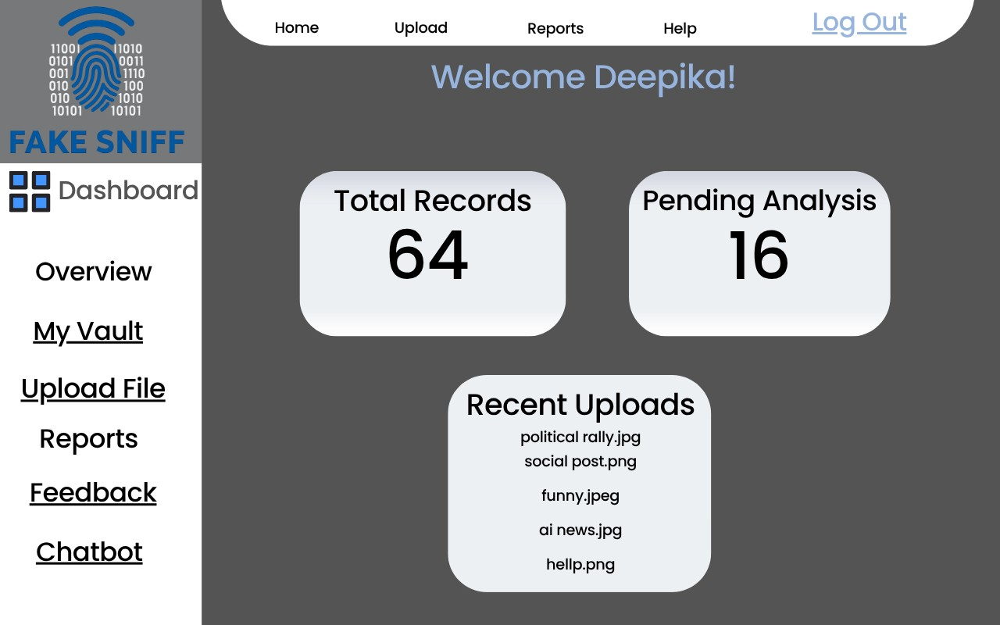 11001 11010
0101 0011
001 1110
010 100
010 1010
10101 10101
FAKE SNIFF
Dashboard
Overview
My Vault
Upload File
Reports
Feedback
Chatbot
Home Upload Reports Help Log Out
Welcome Deepika!
Total Records
64
Pending Analysis
16
Recent Uploads
political rally.jpg
social post.png
funny.jpeg
ai news.jpg
hellp.png